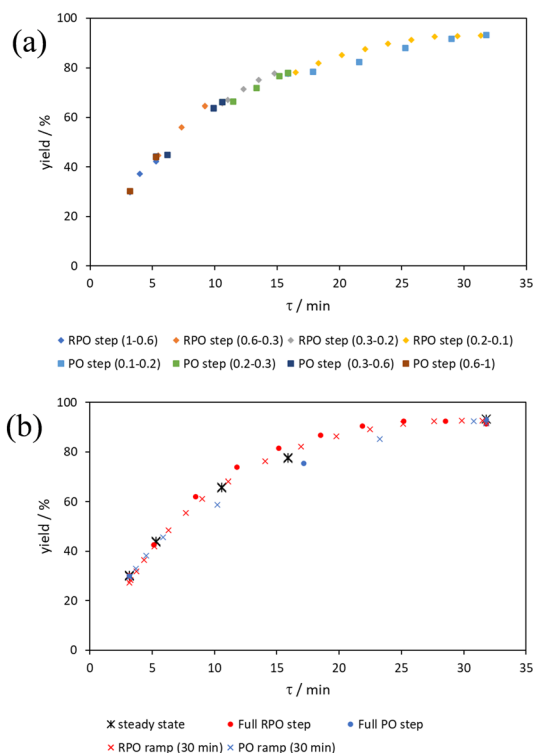 (a)
100
80
60
40
20
0
yield / %
0 5 10 15 20 25 30 35
τ / min
RPO step (1-0.6) RPO step (0.6-0.3) RPO step (0.3-0.2) RPO step (0.2-0.1)
PO step (0.1-0.2) PO step (0.2-0.3) PO step (0.3-0.6) PO step (0.6-1)
(b)
100
80
60
40
20
0
yield / %
0 5 10 15 20 25 30 35
τ / min
steady state Full RPO step Full PO step
RPO ramp (30 min) PO ramp (30 min)